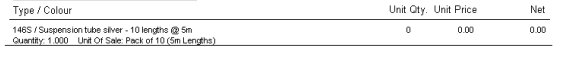 Type / Colour Unit Qty. Unit Price Net
146S / Suspension tube silver - 10 lengths @ 5m 0 0.00 0.00
Quantity: 1.000 Unit Of Sale: Pack of 10 (5m Lengths)